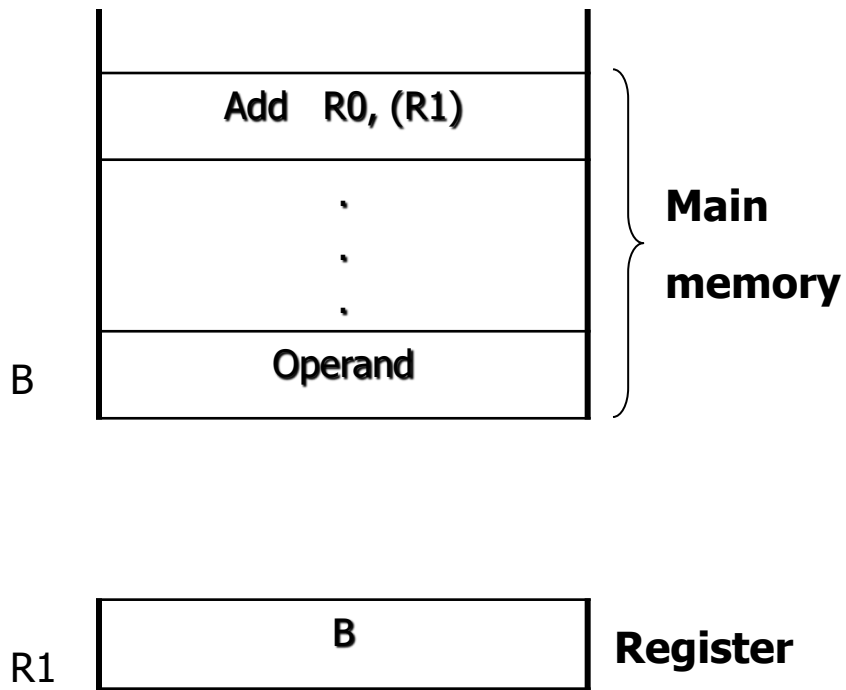 Add R0, (R1)
.
.
.
Main
memory
B
Operand
B
R1
Register